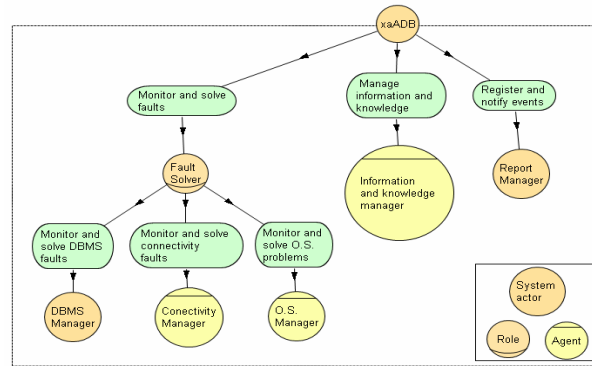 xaADB
Monitor and solve
faults
Manage
information and
knowledge
Register and
notify events
Fault
Solver
Information
and knowledge
manager
Report
Manager
Monitor and
solve DBMS
faults
Monitor and solve
connectivity
faults
Monitor and
solve O.S.
problems
DBMS
Manager
Conectivity
Manager
O.S.
Manager
System
actor
Role
Agent